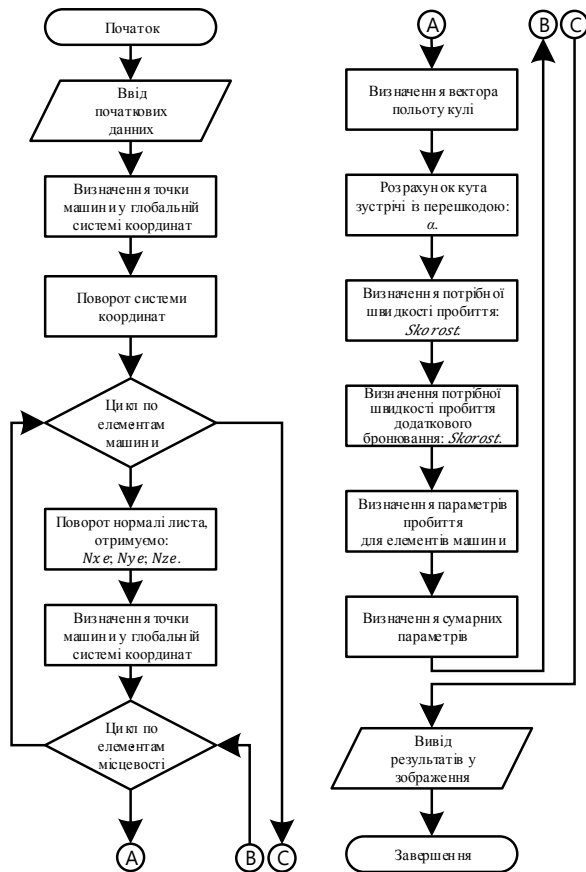 Початок
Ввід
початкових
данних
Визначення точки
машини у глобальній
системі координат
Поворот системи
координат
Цикл по
елементам
машини
Поворот нормалі листа,
отримуємо:
Nxe; Nye; Nze.
Визначення точки
машини у глобальній
системі координат
Цикл по
елементам
місцевості
A
B
C
A
B
C
Визначення вектора
польоту кулі
Розрахунок кута
зустрічі із перешкодою:
α.
Визначення потрібної
швидкості пробиття:
Skorost.
Визначення потрібної
швидкості пробиття
додаткового
бронювання: Skorost.
Визначення параметрів
пробиття
для елементів машини
Визначення сумарних
параметрів
Вивід
результатів у
зображення
Завершення